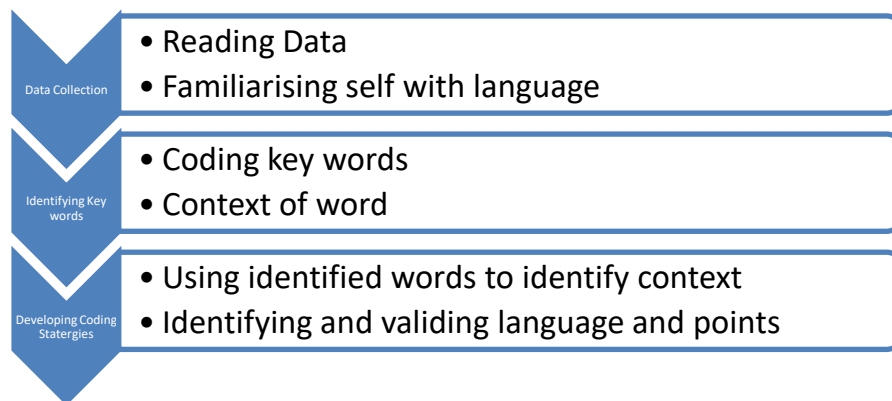 Data Collection
• Reading Data
• Familiarising self with language
Identifying Key
words
• Coding key words
• Context of word
Developing Coding
Statergies
• Using identified words to identify context
• Identifying and validing language and points